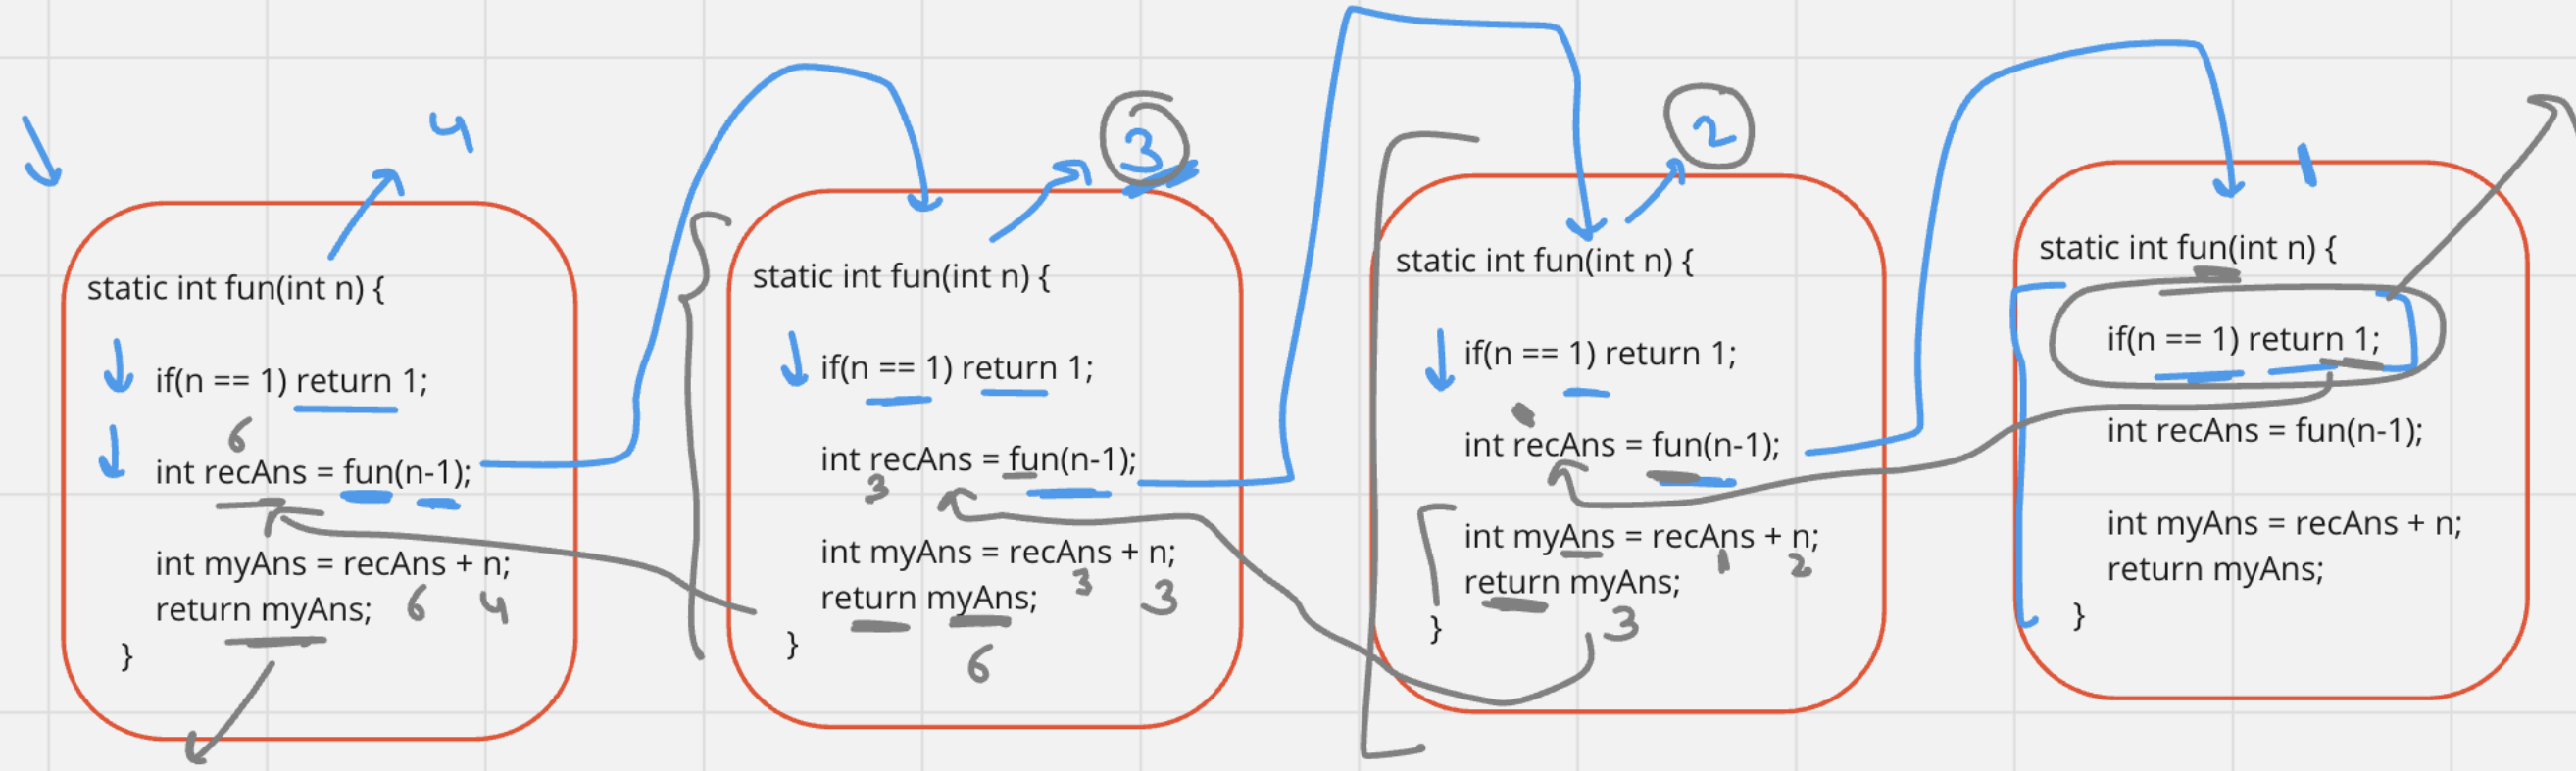 4
static int fun(int n) {
if(n == 1) return 1;
6
int recAns = fun(n-1);
int myAns = recAns + n;
return myAns; 6 4
}
3
static int fun(int n) {
if(n == 1) return 1;
int recAns = fun(n-1);
3
int myAns = recAns + n;
return myAns; 3 3
}
6
2
static int fun(int n) {
if(n == 1) return 1;
int recAns = fun(n-1);
int myAns = recAns + n;
return myAns; 1 2
} 3
1
static int fun(int n) {
if(n == 1) return 1;
int recAns = fun(n-1);
int myAns = recAns + n;
return myAns;
}